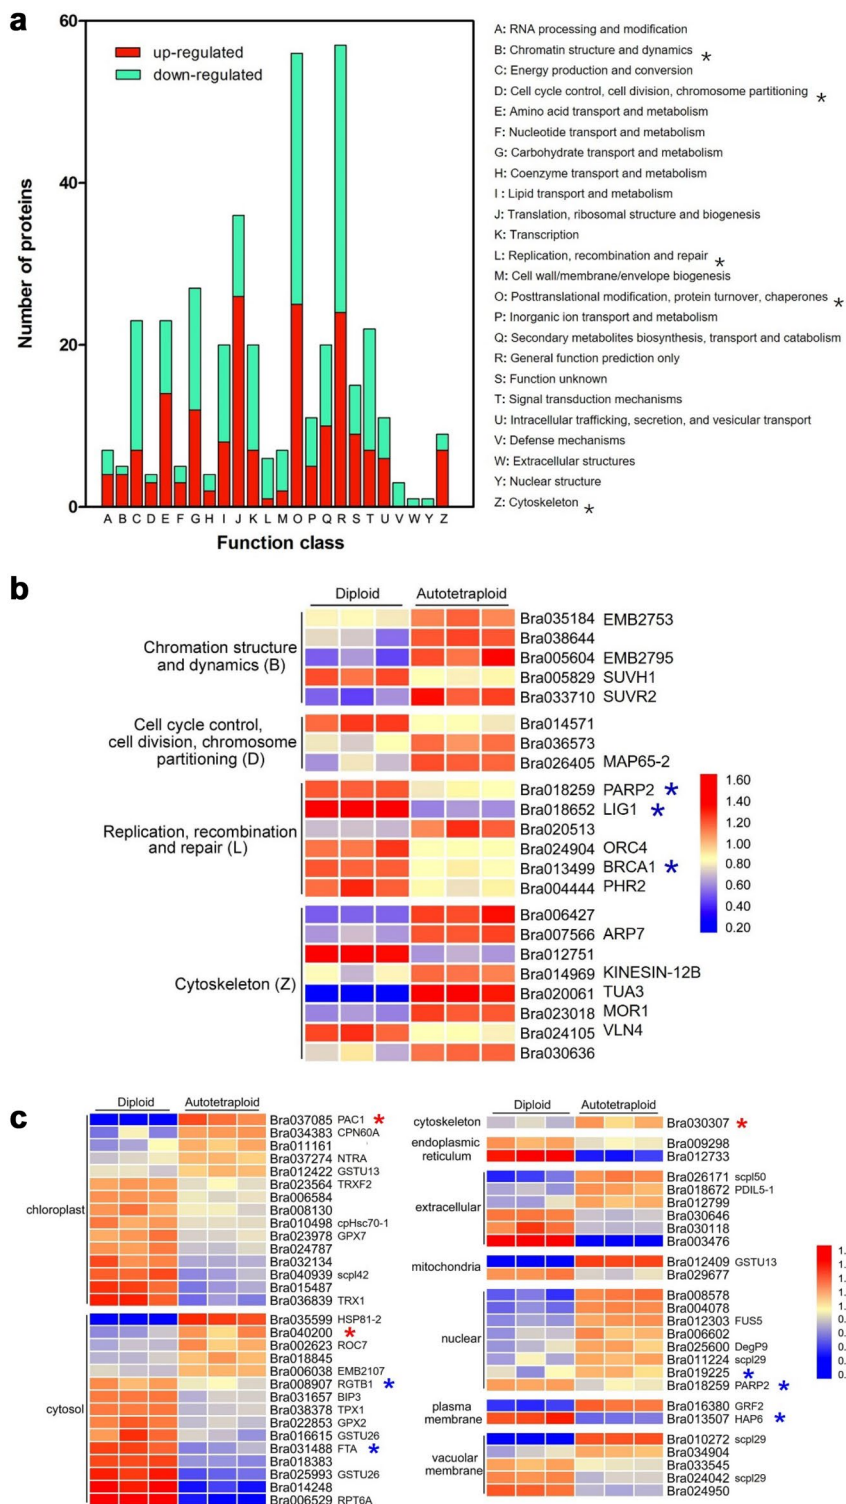 a
60
40
20
0
Number of proteins
up-regulated
down-regulated
A B C D E F G H I J K L M O P Q R S T U V W Y Z
Function class
A: RNA processing and modification
B: Chromatin structure and dynamics *
C: Energy production and conversion
D: Cell cycle control, cell division, chromosome partitioning *
E: Amino acid transport and metabolism
F: Nucleotide transport and metabolism
G: Carbohydrate transport and metabolism
H: Coenzyme transport and metabolism
I : Lipid transport and metabolism
J: Translation, ribosomal structure and biogenesis
K: Transcription
L: Replication, recombination and repair *
M: Cell wall/membrane/envelope biogenesis
O: Posttranslational modification, protein turnover, chaperones *
P: Inorganic ion transport and metabolism
Q: Secondary metabolites biosynthesis, transport and catabolism
R: General function prediction only
S: Function unknown
T: Signal transduction mechanisms
U: Intracellular trafficking, secretion, and vesicular transport
V: Defense mechanisms
W: Extracellular structures
Y: Nuclear structure
Z: Cytoskeleton *
b
Diploid Autotetraploid
Chromation structure
and dynamics (B)
Bra035184 EMB2753
Bra038644
Bra005604 EMB2795
Bra005829 SUVH1
Bra033710 SUVR2
Cell cycle control,
cell division, chromosome
partitioning (D)
Bra014571
Bra036573
Bra026405 MAP65-2
Replication, recombination
and repair (L)
Bra018259 PARP2 *
Bra018652 LIG1 *
Bra020513
Bra024904 ORC4
Bra013499 BRCA1 *
Bra004444 PHR2
Cytoskeleton (Z)
Bra006427
Bra007566 ARP7
Bra012751
Bra014969 KINESIN-12B
Bra020061 TUA3
Bra023018 MOR1
Bra024105 VLN4
Bra030636
1.60
1.40
1.20
1.00
0.80
0.60
0.40
0.20
c
Diploid Autotetraploid
chloroplast
Bra037085 PAC1 *
Bra034383 CPN60A
Bra011161
Bra037274 NTRA
Bra012422 GSTU13
Bra023564 TRXF2
Bra006584
Bra008130
Bra010498 cpHsc70-1
Bra023978 GPX7
Bra024787
Bra032134
Bra040939 scpl42
Bra015487
Bra036839 TRX1
cytosol
Bra035599 HSP81-2
Bra040200 *
Bra002623 ROC7
Bra018845
Bra006038 EMB2107
Bra008907 RGTB1 *
Bra031657 BIP3
Bra038378 TPX1
Bra022853 GPX2
Bra016615 GSTU26
Bra031488 FTA *
Bra018383
Bra025993 GSTU26
Bra014248
Bra006529 RPT6A
Diploid Autotetraploid
cytoskeleton
Bra030307 *
endoplasmic
reticulum
Bra009298
Bra012733
extracellular
Bra026171 scpl50
Bra018672 PDIL5-1
Bra012799
Bra030646
Bra030118
Bra003476
mitochondria
Bra012409 GSTU13
Bra029677
nuclear
Bra008578
Bra004078
Bra012303 FUS5
Bra006602
Bra025600 DegP9
Bra011224 scpl29
Bra019225 *
Bra018259 PARP2 *
plasma
membrane
Bra016380 GRF2
Bra013507 HAP6 *
vacuolar
membrane
Bra010272 scpl29
Bra034904
Bra033545
Bra024042 scpl29
Bra024950
1.
1.
1.
1.
0.
0.
0.
0.